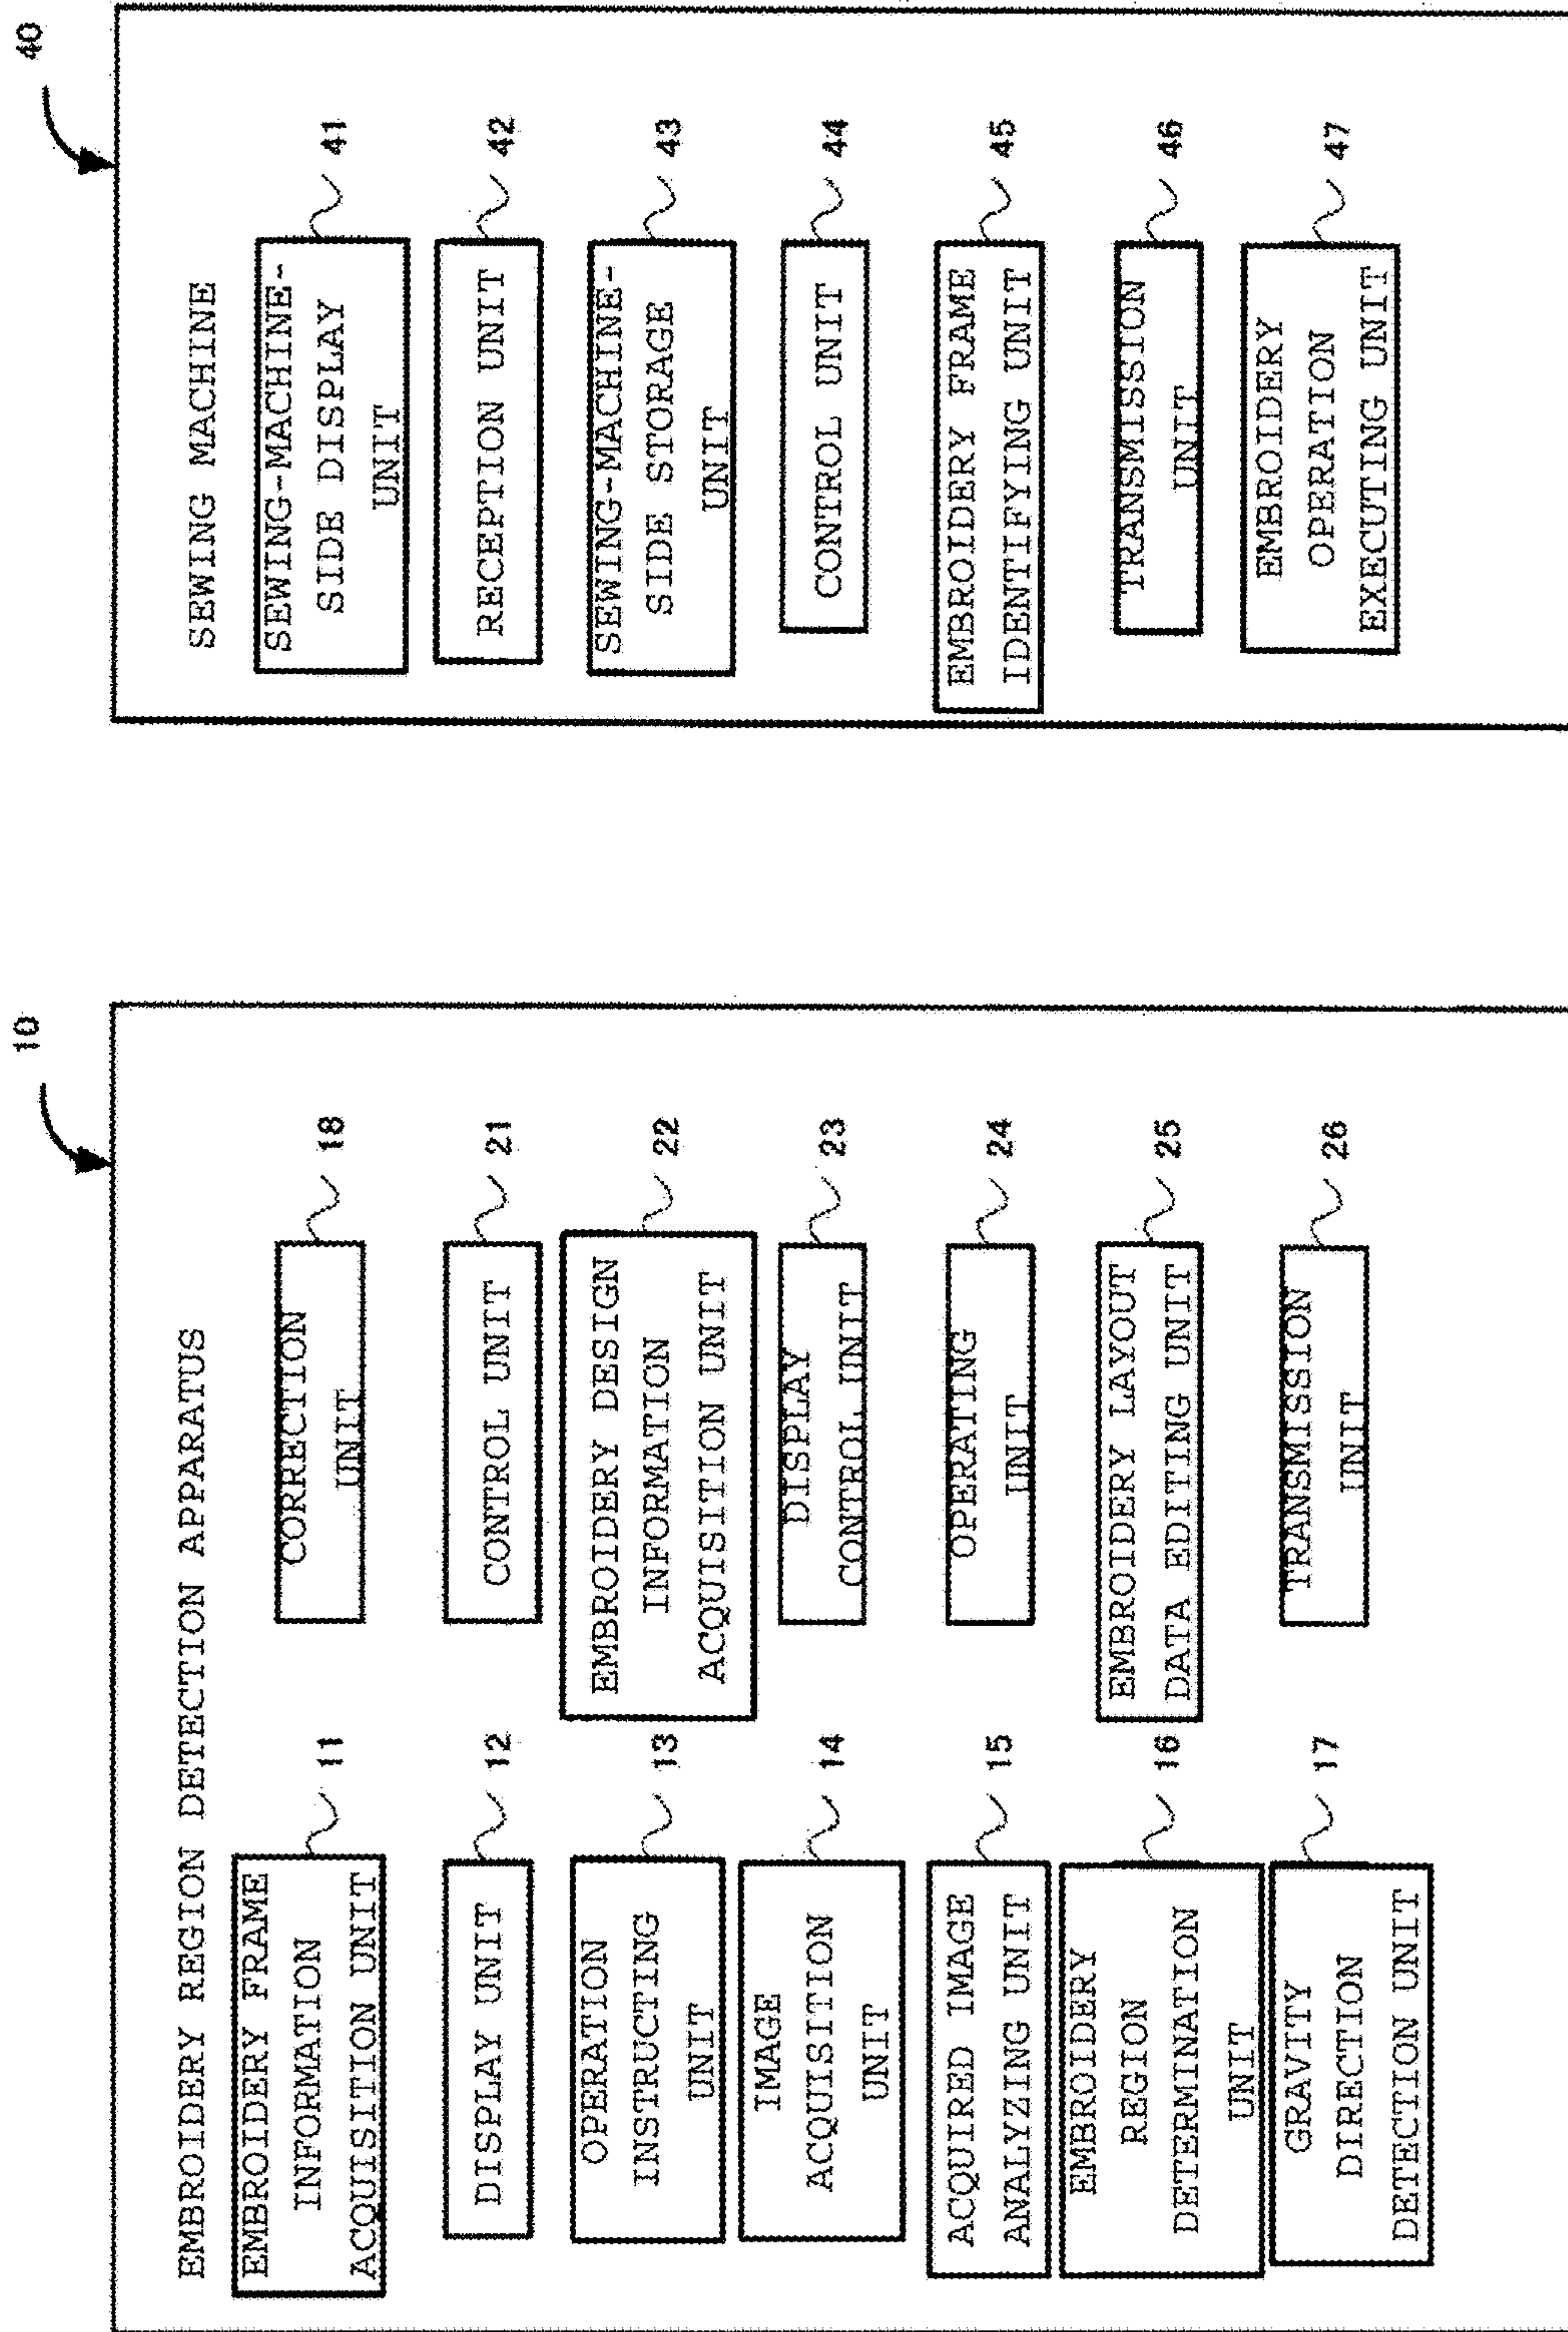 10
EMBROIDERY REGION DETECTION APPARATUS
EMBROIDERY FRAME
INFORMATION
ACQUISITION UNIT
11
DISPLAY UNIT
12
OPERATION
INSTRUCTING
UNIT
13
IMAGE
ACQUISITION
UNIT
14
ACQUIRED IMAGE
ANALYZING UNIT
15
EMBROIDERY
REGION
DETERMINATION
UNIT
16
GRAVITY
DIRECTION
DETECTION UNIT
17
CORRECTION
UNIT
18
CONTROL UNIT
21
EMBROIDERY DESIGN
INFORMATION
ACQUISITION UNIT
22
DISPLAY
CONTROL UNIT
23
OPERATING
UNIT
24
EMBROIDERY LAYOUT
DATA EDITING UNIT
25
TRANSMISSION
UNIT
26
40
SEWING MACHINE
SEWING-MACHINE-
SIDE DISPLAY
UNIT
41
RECEPTION UNIT
42
SEWING-MACHINE-
SIDE STORAGE
UNIT
43
CONTROL UNIT
44
EMBROIDERY FRAME
IDENTIFYING UNIT
45
TRANSMISSION
UNIT
46
EMBROIDERY
OPERATION
EXECUTING UNIT
47